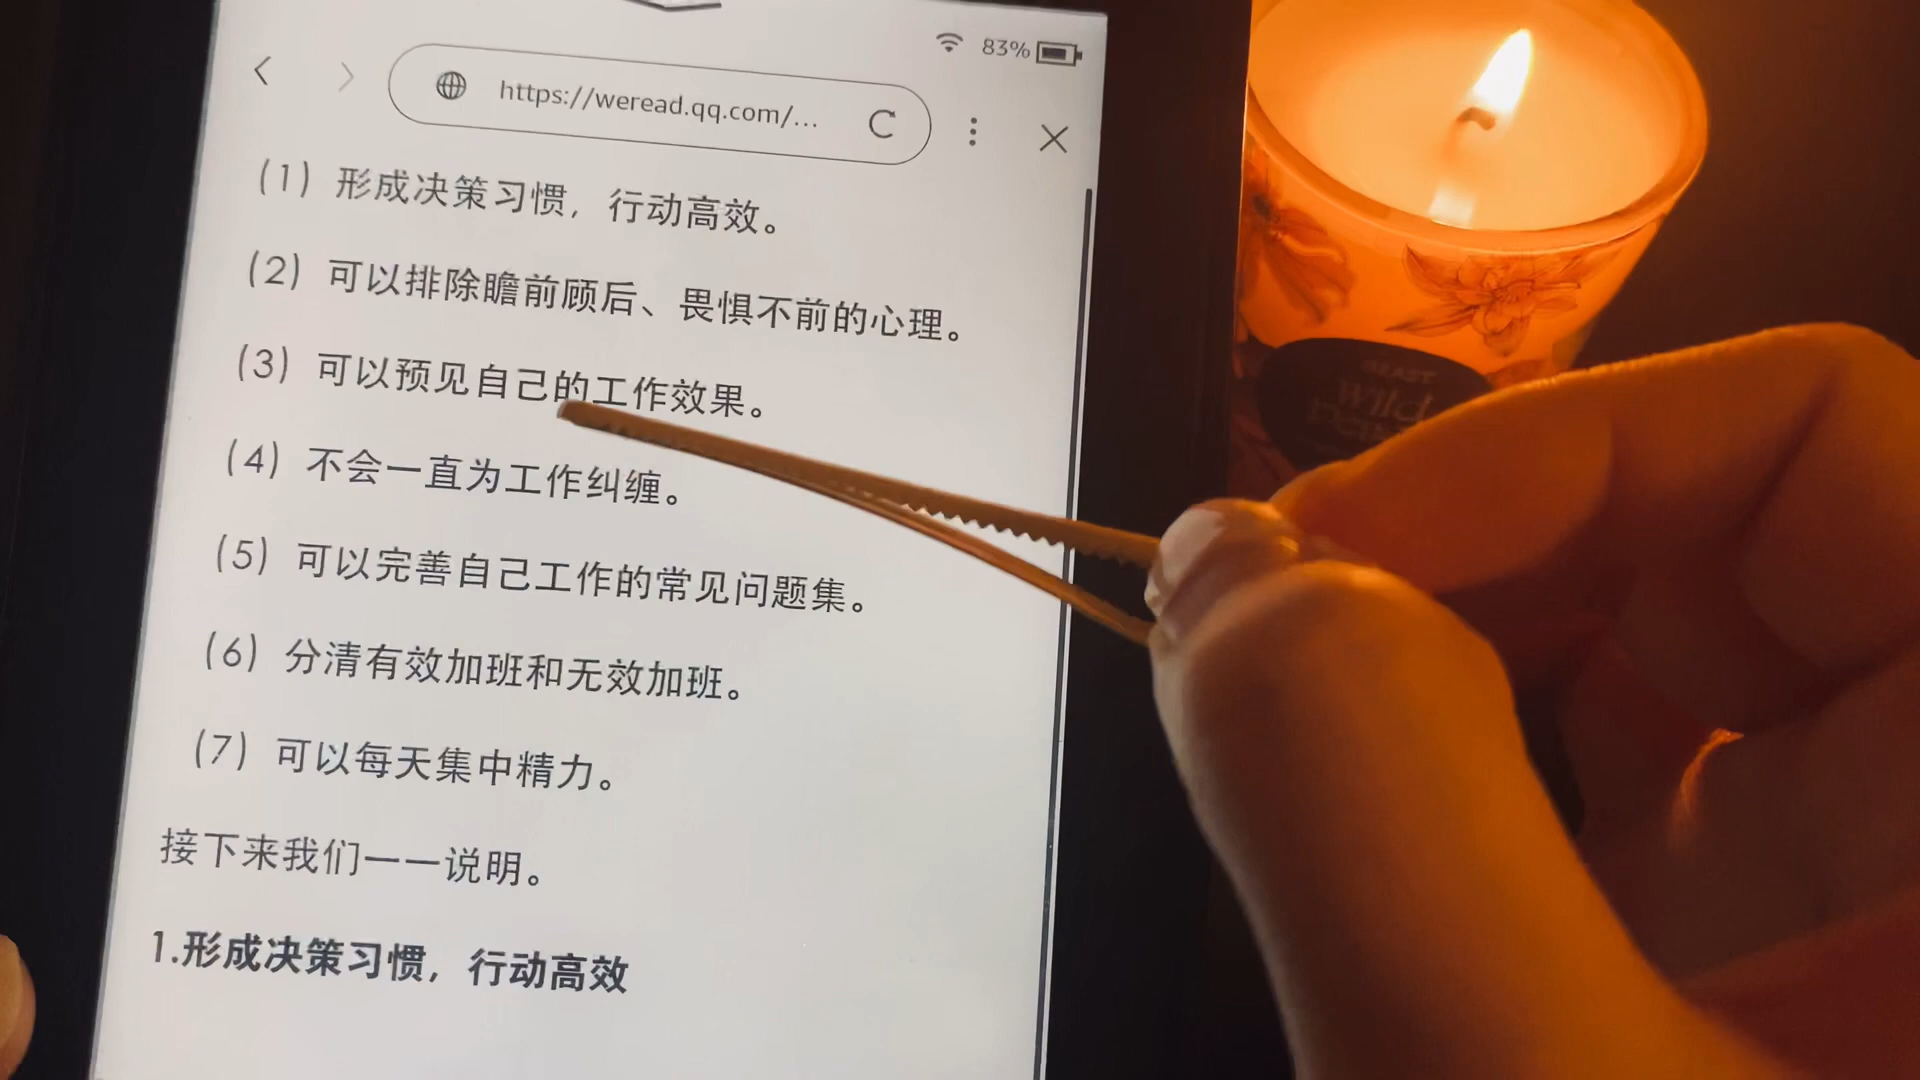 83%
https://weread.qq.com/...
(1) 形成决策习惯，行动高效。
(2) 可以排除瞻前顾后、畏惧不前的心理。
(3) 可以预见自己的工作效果。
(4) 不会一直为工作纠缠。
(5) 可以完善自己工作的常见问题集。
(6) 分清有效加班和无效加班。
(7) 可以每天集中精力。
接下来我们一一说明。
1.形成决策习惯，行动高效
wild